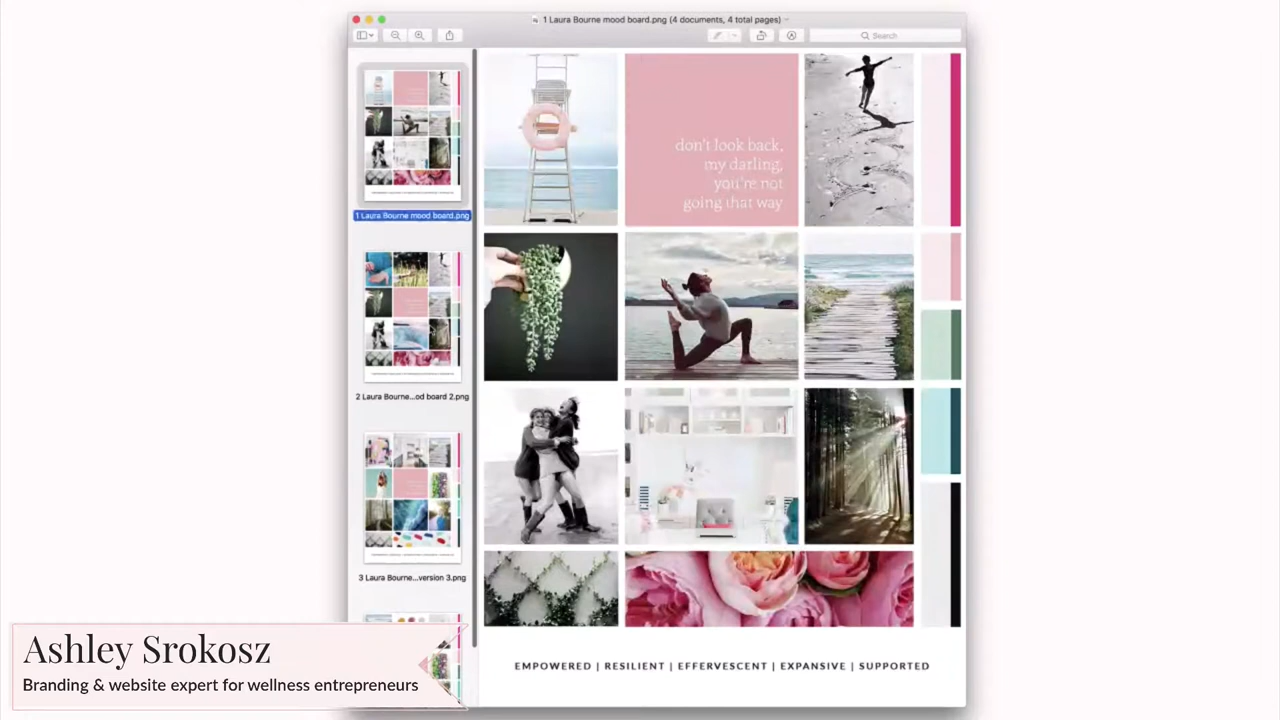 1 Laura Bourne mood board.png (4 documents, 4 total pages)
Search
1 Laura Bourne mood board.png
2 Laura Bourne...od board 2.png
3 Laura Bourne...version 3.png
don't look back,
my darling,
you're not
going that way
EMPOWERED | RESILIENT | EFFERVESCENT | EXPANSIVE | SUPPORTED
Ashley Srokosz
Branding & website expert for wellness entrepreneurs